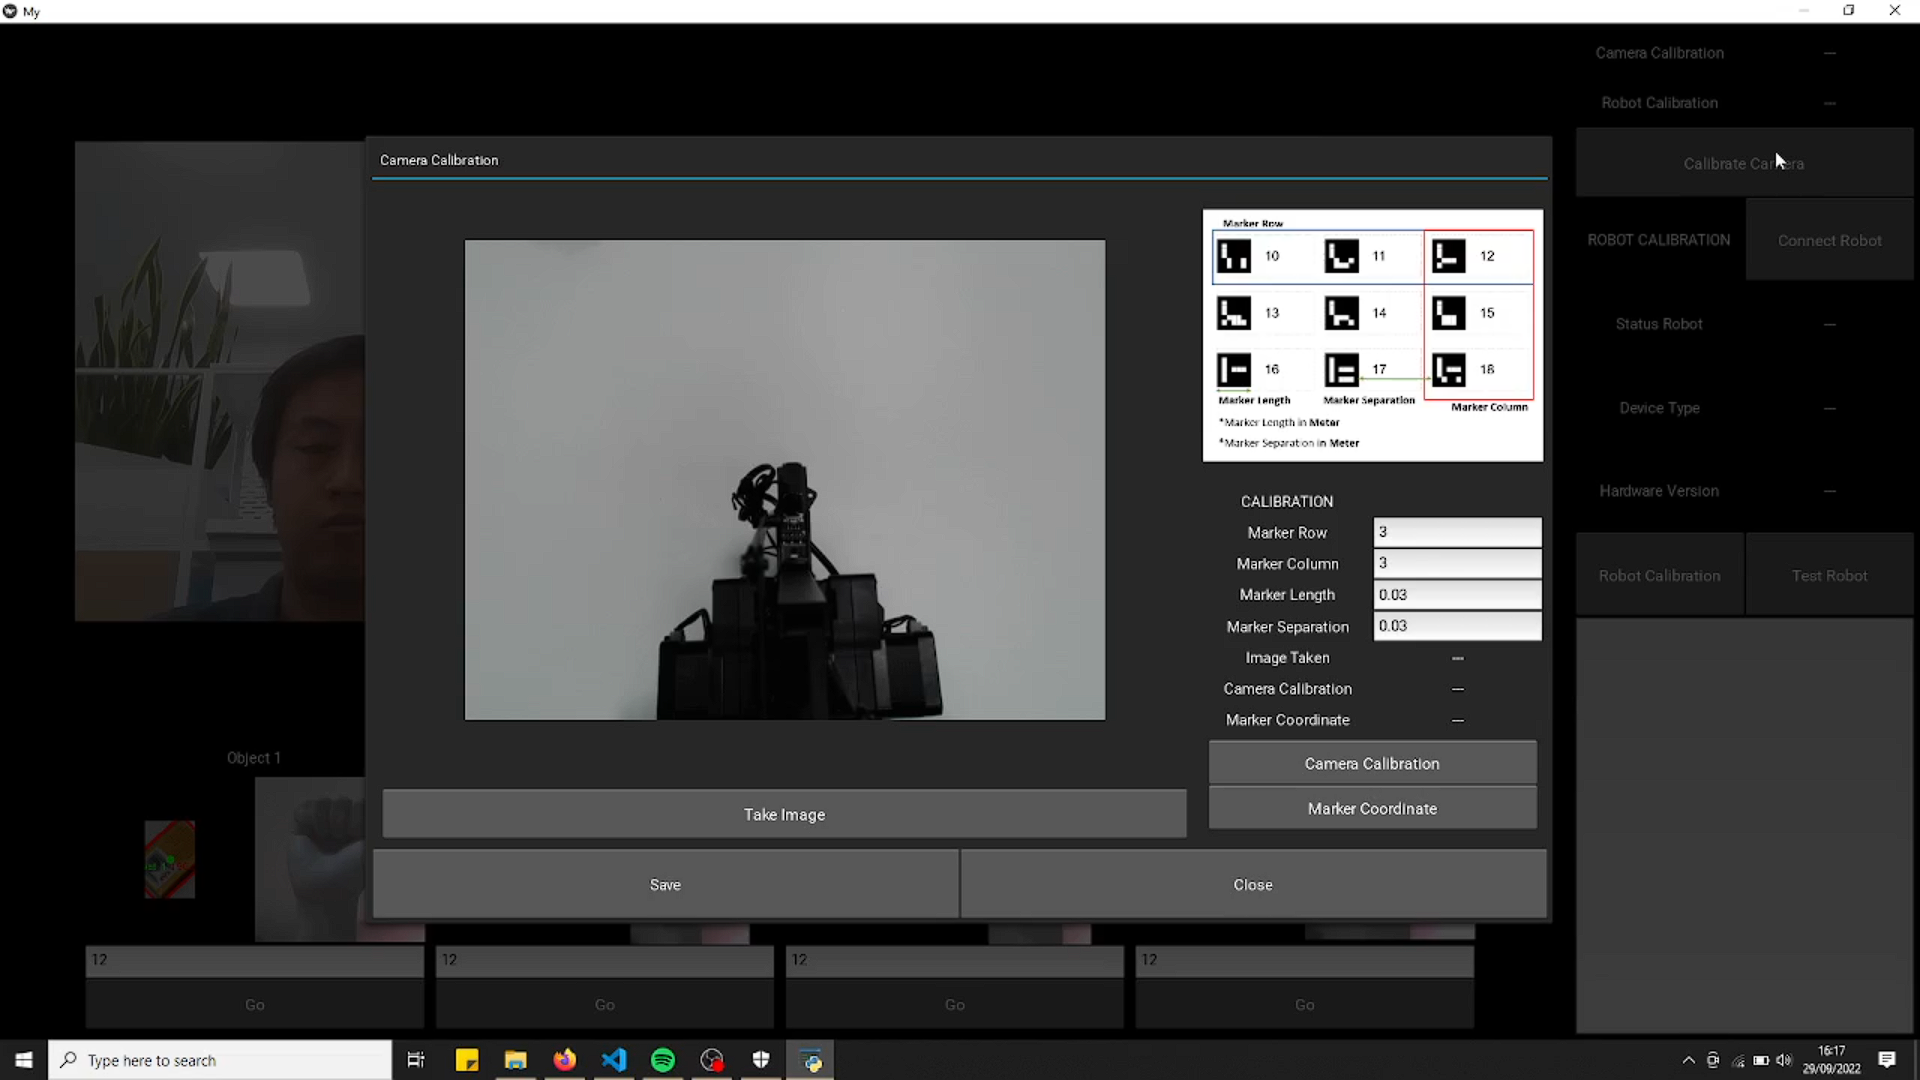 My
Camera Calibration —
Robot Calibration —
Calibrate Camera
ROBOT CALIBRATION Connect Robot
Status Robot —
Device Type —
Hardware Version —
Robot Calibration Test Robot
Camera Calibration
Marker Row
10 11 12
13 14 15
16 17 18
Marker Length Marker Separation Marker Column
*Marker Length in Meter
*Marker Separation in Meter
CALIBRATION
Marker Row 3
Marker Column 3
Marker Length 0.03
Marker Separation 0.03
Image Taken —
Camera Calibration —
Marker Coordinate —
Camera Calibration
Marker Coordinate
Take Image
Save Close
Object 1
12 12 12 12
Go Go Go Go
Type here to search
16:17
29/09/2022